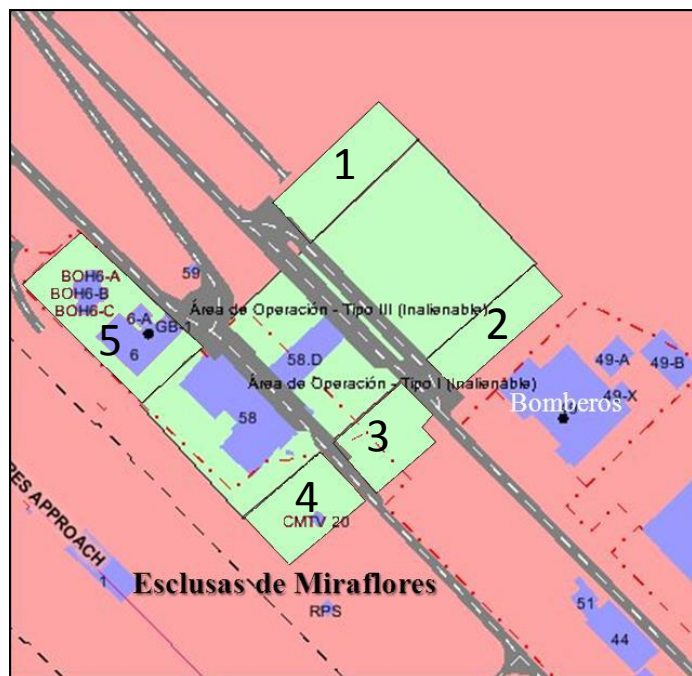 1
BOH6-A
59
BOH6-B
BOH6-C
6-A
GB-1
Área de Operación - Tipo III (Inalienable)
5
6
2
58.D
49-A
49-B
Área de Operación - Tipo I (Inalienable)
49-X
Bomberos
58
3
4
CMTV 20
RES APPROACH
1
Esclusas de Miraflores
RPS
51
44